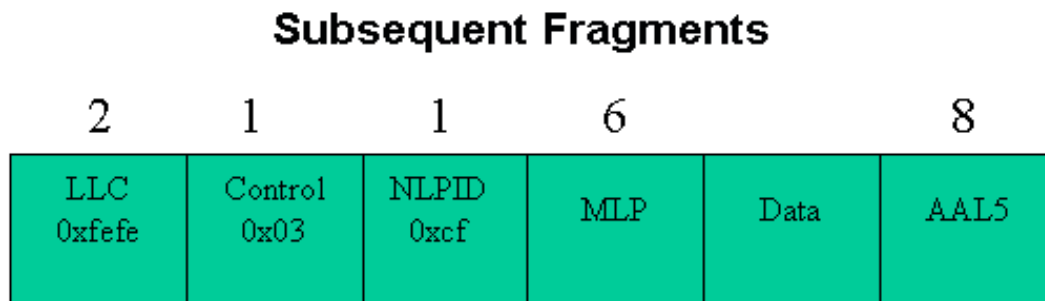 Subsequent Fragments
2 1 1 6 8
LLC Control NLPID MLP Data AAL5
0xfefe 0x03 0xcf